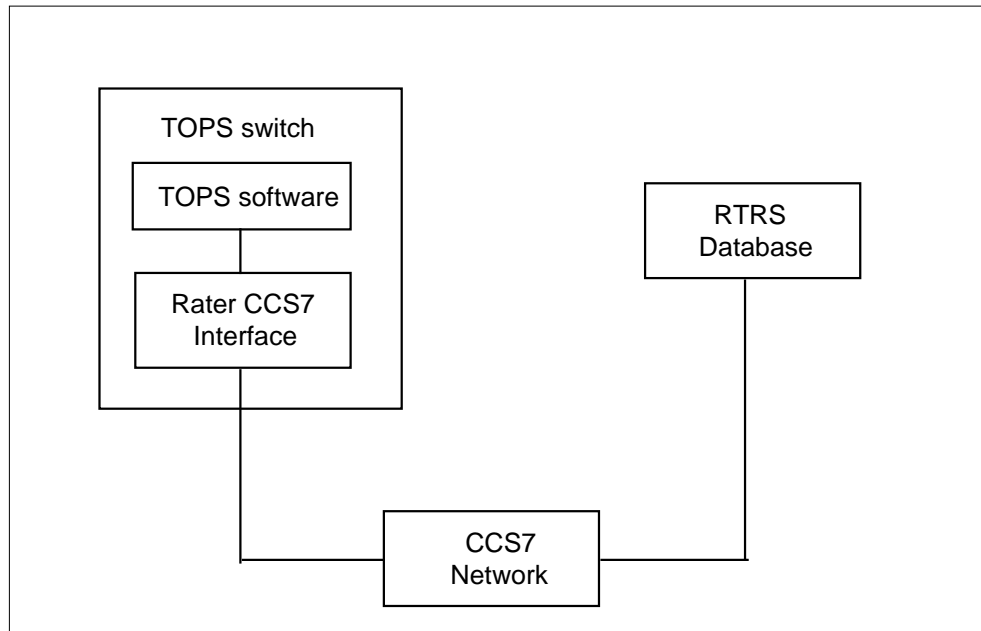 TOPS switch
TOPS software
Rater CCS7
Interface
RTRS
Database
CCS7
Network